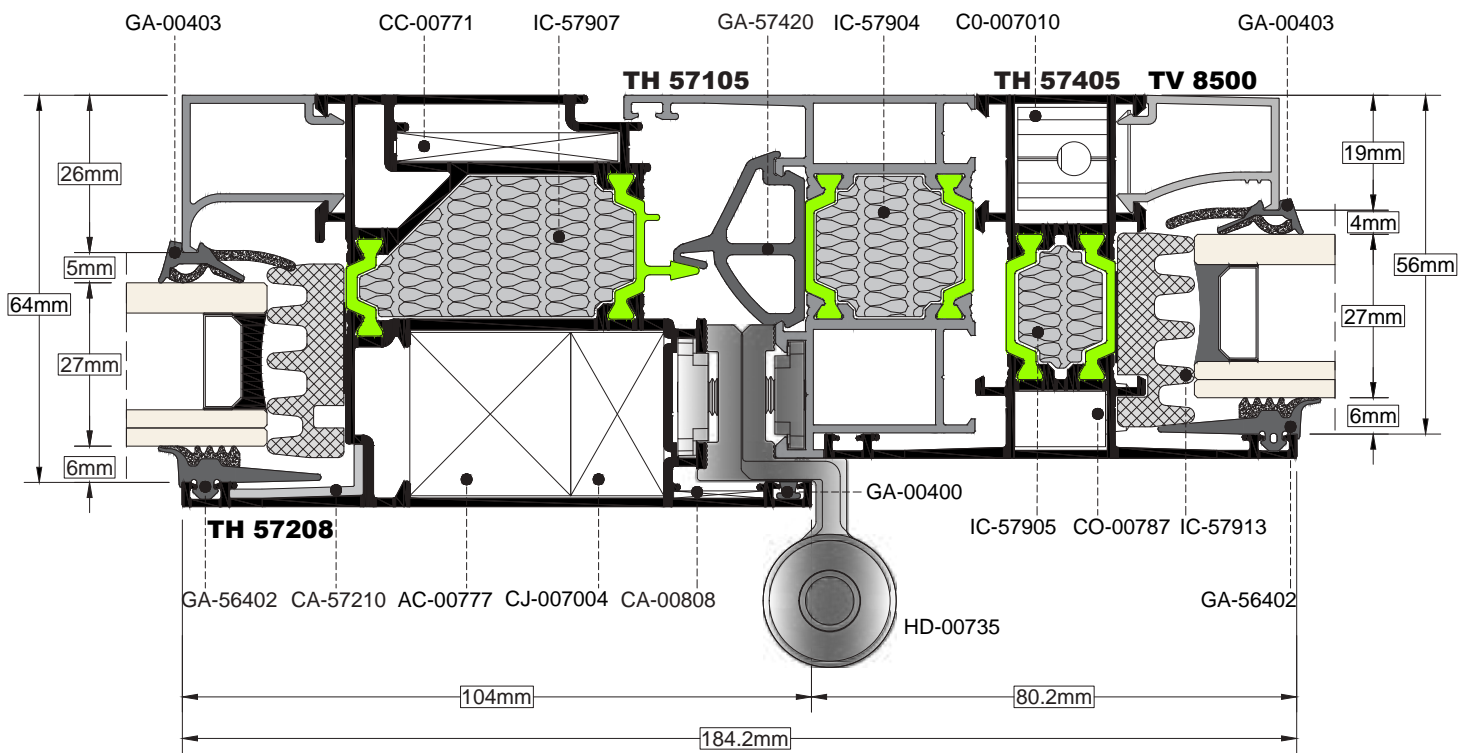 GA-00403 CC-00771 IC-57907 GA-57420 IC-57904 C0-007010 GA-00403
TH 57105 TH 57405 TV 8500
26mm 19mm
4mm
5mm 56mm
64mm
27mm 27mm
6mm
6mm
GA-00400
TH 57208 IC-57905 CO-00787 IC-57913
GA-56402 CA-57210 AC-00777 CJ-007004 CA-00808 GA-56402
HD-00735
104mm 80.2mm
184.2mm